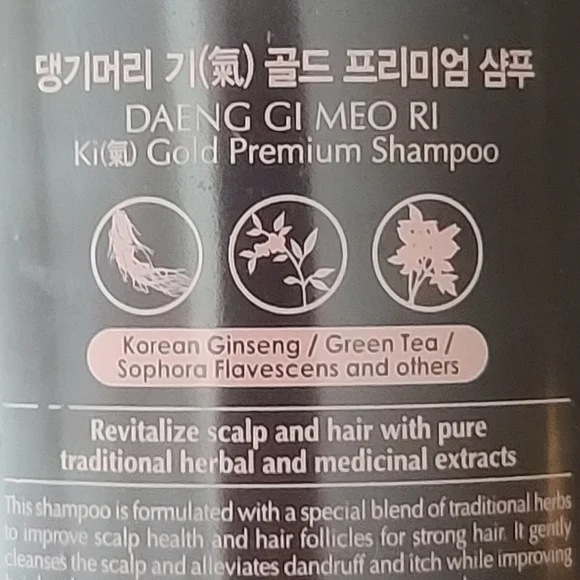 댕기머리 기(氣) 골드 프리미엄 샴푸
DAENG GI MEO RI
Ki(氣) Gold Premium Shampoo
Korean Ginseng / Green Tea /
Sophora Flavescens and others
Revitalize scalp and hair with pure
traditional herbal and medicinal extracts
This shampoo is formulated with a special blend of traditional herbs
to improve scalp health and hair follicles for strong hair. It gently
cleanses the scalp and alleviates dandruff and itch while improving